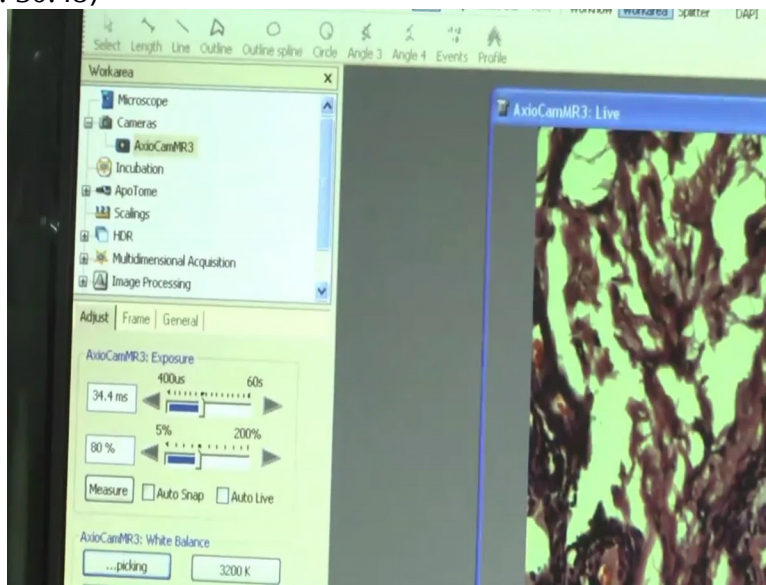 Workarea Splitter DAPI
Select Length Line Outline Outline spline Circle Angle 3 Angle 4 Events Profile
Workarea x
Microscope
Cameras
AxioCamMR3
Incubation
ApoTome
Scalings
HDR
Multidimensional Acquisition
Image Processing
Adjust Frame General
AxioCamMR3: Exposure
400us 60s
34.4 ms
5% 200%
80 %
Measure Auto Snap Auto Live
AxioCamMR3: White Balance
...picking 3200 K
AxioCamMR3: Live